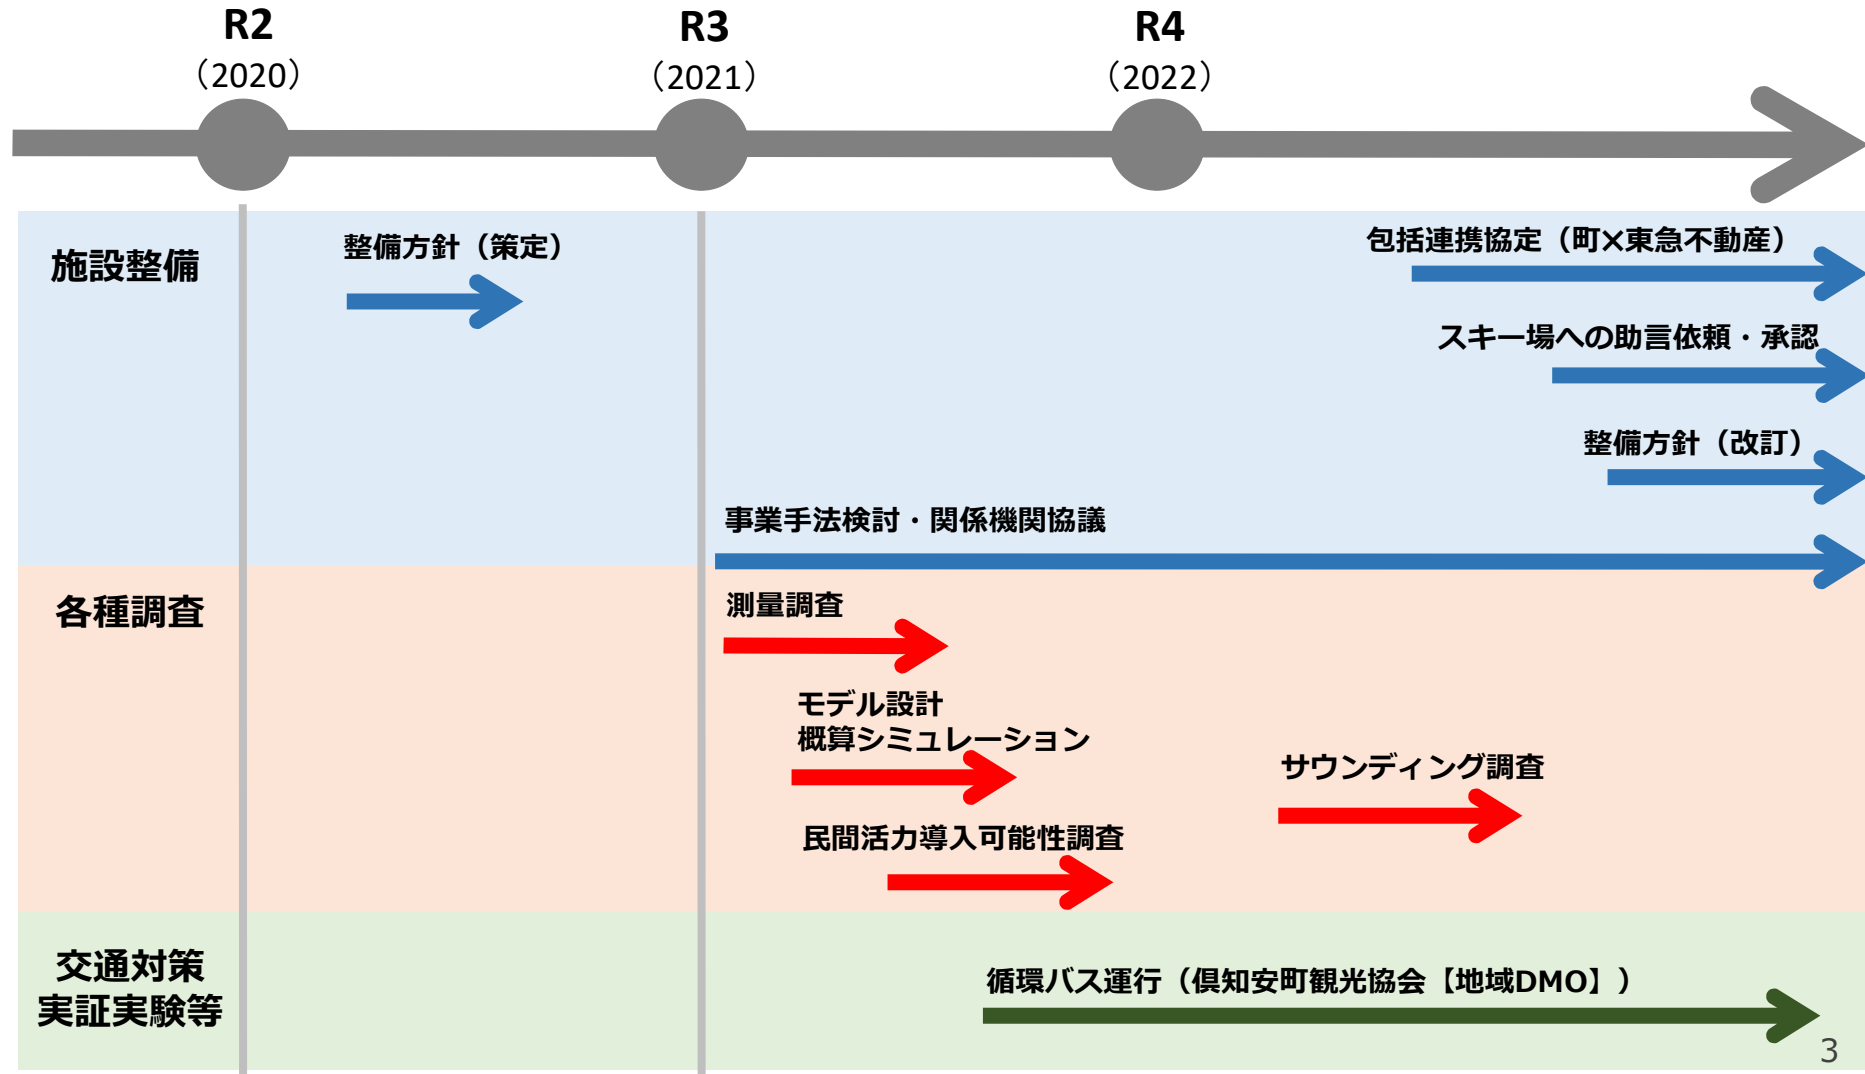 R2
（2020）
R3
（2021）
R4
（2022）
施設整備
整備方針（策定）
包括連携協定（町×東急不動産）
スキー場への助言依頼・承認
整備方針（改訂）
事業手法検討・関係機関協議
各種調査
測量調査
モデル設計
概算シミュレーション
サウンディング調査
民間活力導入可能性調査
交通対策
実証実験等
循環バス運行（倶知安町観光協会【地域DMO】）
3